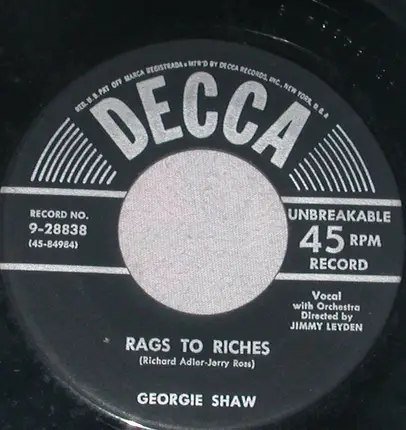 REG. U.S. PAT. OFF. MARCA REGISTRADA • MF'R'D BY DECCA RECORDS, INC., NEW YORK, U.S.A.
DECCA
RECORD NO.
9-28838
(45-84984)
UNBREAKABLE
45 RPM
RECORD
Vocal
with Orchestra
Directed by
JIMMY LEYDEN
RAGS TO RICHES
(Richard Adler-Jerry Ross)
GEORGIE SHAW